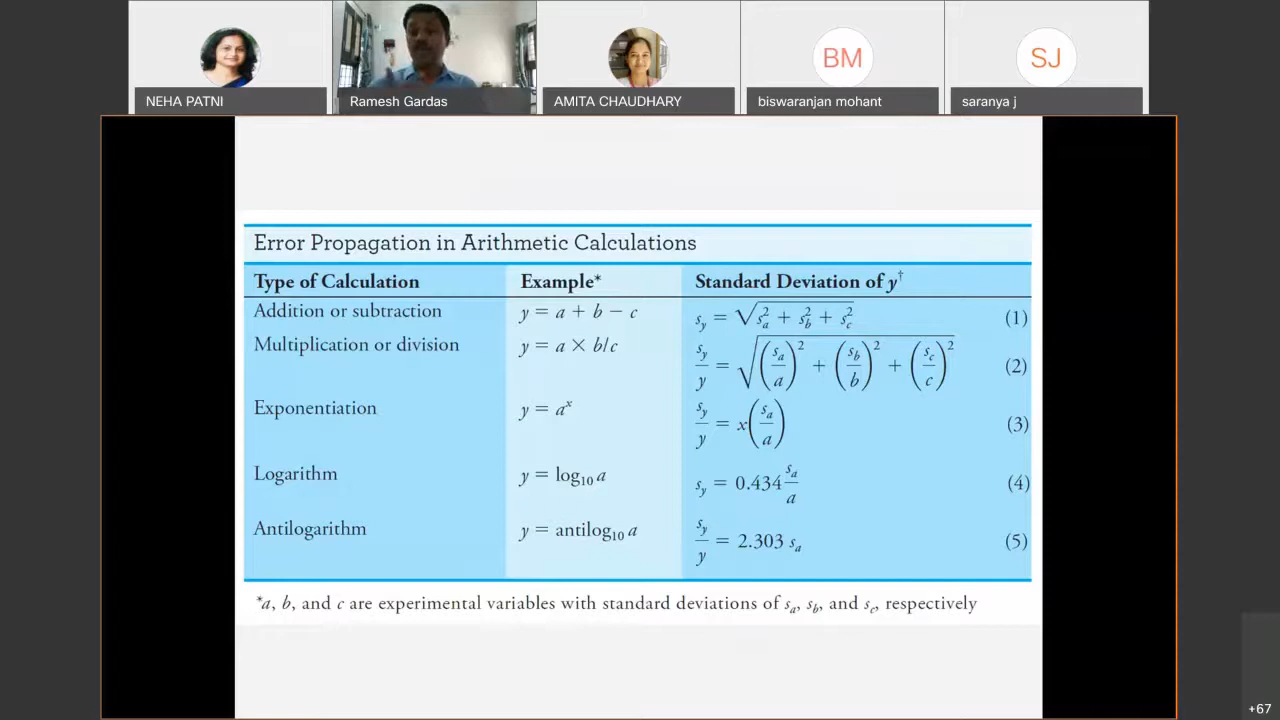 BM
SJ
NEHA PATNI
Ramesh Gardas
AMITA CHAUDHARY
biswaranjan mohant
saranya j
Error Propagation in Arithmetic Calculations
Type of Calculation Example* Standard Deviation of y†
Addition or subtraction y = a + b − c s_y = √(s_a² + s_b² + s_c²) (1)
Multiplication or division y = a × b/c s_y/y = √((s_a/a)² + (s_b/b)² + (s_c/c)²) (2)
Exponentiation y = aˣ s_y/y = x(s_a/a) (3)
Logarithm y = log₁₀ a s_y = 0.434 s_a/a (4)
Antilogarithm y = antilog₁₀ a s_y/y = 2.303 s_a (5)
*a, b, and c are experimental variables with standard deviations of s_a, s_b, and s_c, respectively
+67